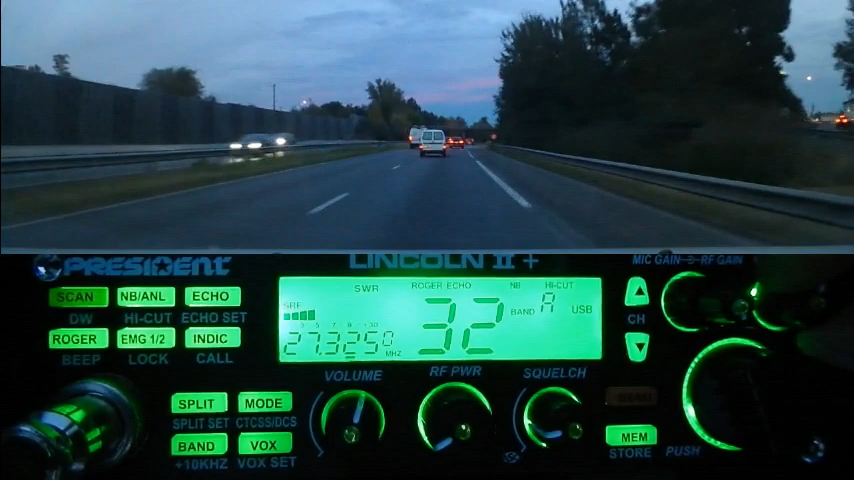 PRESIDENT
LINCOLN II +
MIC GAIN RF GAIN
SCAN NB/ANL ECHO
DW HI-CUT ECHO SET
ROGER EMG 1/2 INDIC
BEEP LOCK CALL
SWR ROGER ECHO NB HI-CUT
SRF
32 BAND A USB
27.3250 MHZ
CH
VOLUME RF PWR SQUELCH
SPLIT MODE
SPLIT SET CTCSS/DCS
BAND VOX
+10KHZ VOX SET
MEM
STORE PUSH